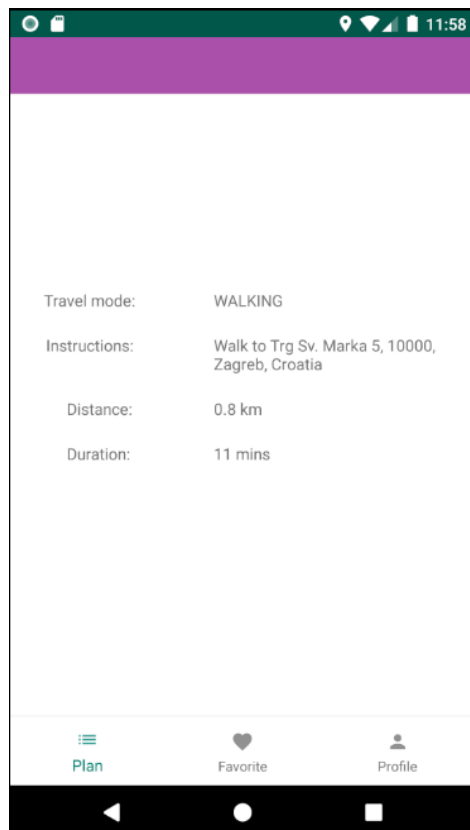 11:58
Travel mode: WALKING
Instructions: Walk to Trg Sv. Marka 5, 10000,
Zagreb, Croatia
Distance: 0.8 km
Duration: 11 mins
Plan Favorite Profile